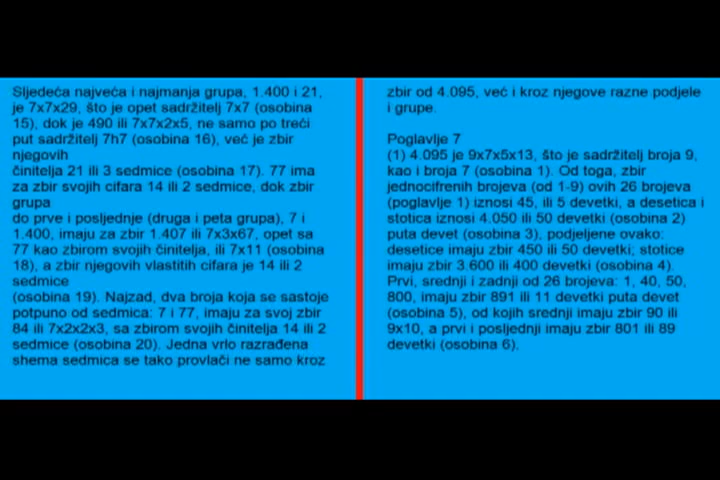 Sljedeća najveća i najmanja grupa, 1.400 i 21,
je 7x7x29, što je opet sadržitelj 7x7 (osobina
15), dok je 490 ili 7x7x2x5, ne samo po treći
put sadržitelj 7h7 (osobina 16), već je zbir
njegovih
činitelja 21 ili 3 sedmice (osobina 17). 77 ima
za zbir svojih cifara 14 ili 2 sedmice, dok zbir
grupa
do prve i posljednje (druga i peta grupa), 7 i
1.400, imaju za zbir 1.407 ili 7x3x67, opet sa
77 kao zbirom svojih činitelja, ili 7x11 (osobina
18), a zbir njegovih vlastitih cifara je 14 ili 2
sedmice
(osobina 19). Najzad, dva broja koja se sastoje
potpuno od sedmica: 7 i 77, imaju za svoj zbir
84 ili 7x2x2x3, sa zbirom svojih činitelja 14 ili 2
sedmice (osobina 20). Jedna vrlo razrađena
shema sedmica se tako provlači ne samo kroz
zbir od 4.095, već i kroz njegove razne podjele
i grupe.
Poglavlje 7
(1) 4.095 je 9x7x5x13, što je sadržitelj broja 9,
kao i broja 7 (osobina 1). Od toga, zbir
jednocifrenih brojeva (od 1-9) ovih 26 brojeva
(poglavlje 1) iznosi 45, ili 5 devetki, a desetica i
stotica iznosi 4.050 ili 50 devetki (osobina 2)
puta devet (osobina 3), podjeljene ovako:
desetice imaju zbir 450 ili 50 devetki; stotice
imaju zbir 3.600 ili 400 devetki (osobina 4).
Prvi, srednji i zadnji od 26 brojeva: 1, 40, 50,
800, imaju zbir 891 ili 11 devetki puta devet
(osobina 5), od kojih srednji imaju zbir 90 ili
9x10, a prvi i posljednji imaju zbir 801 ili 89
devetki (osobina 6).